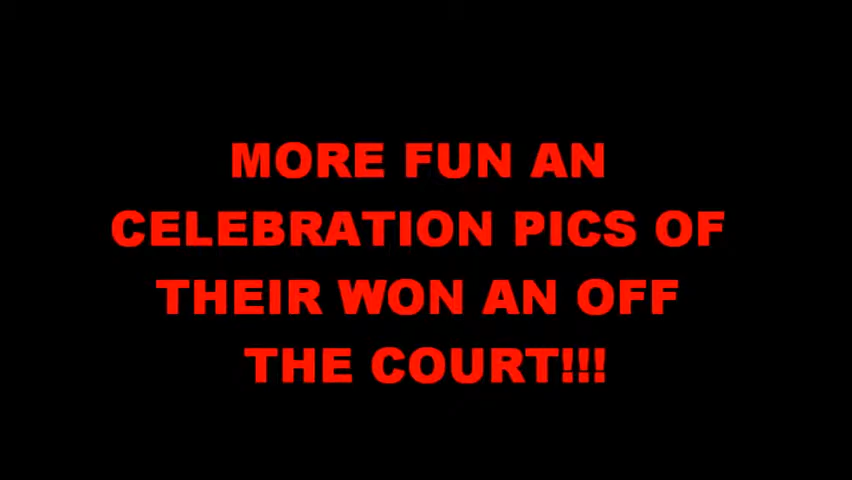 MORE FUN AN
CELEBRATION PICS OF
THEIR WON AN OFF
THE COURT!!!